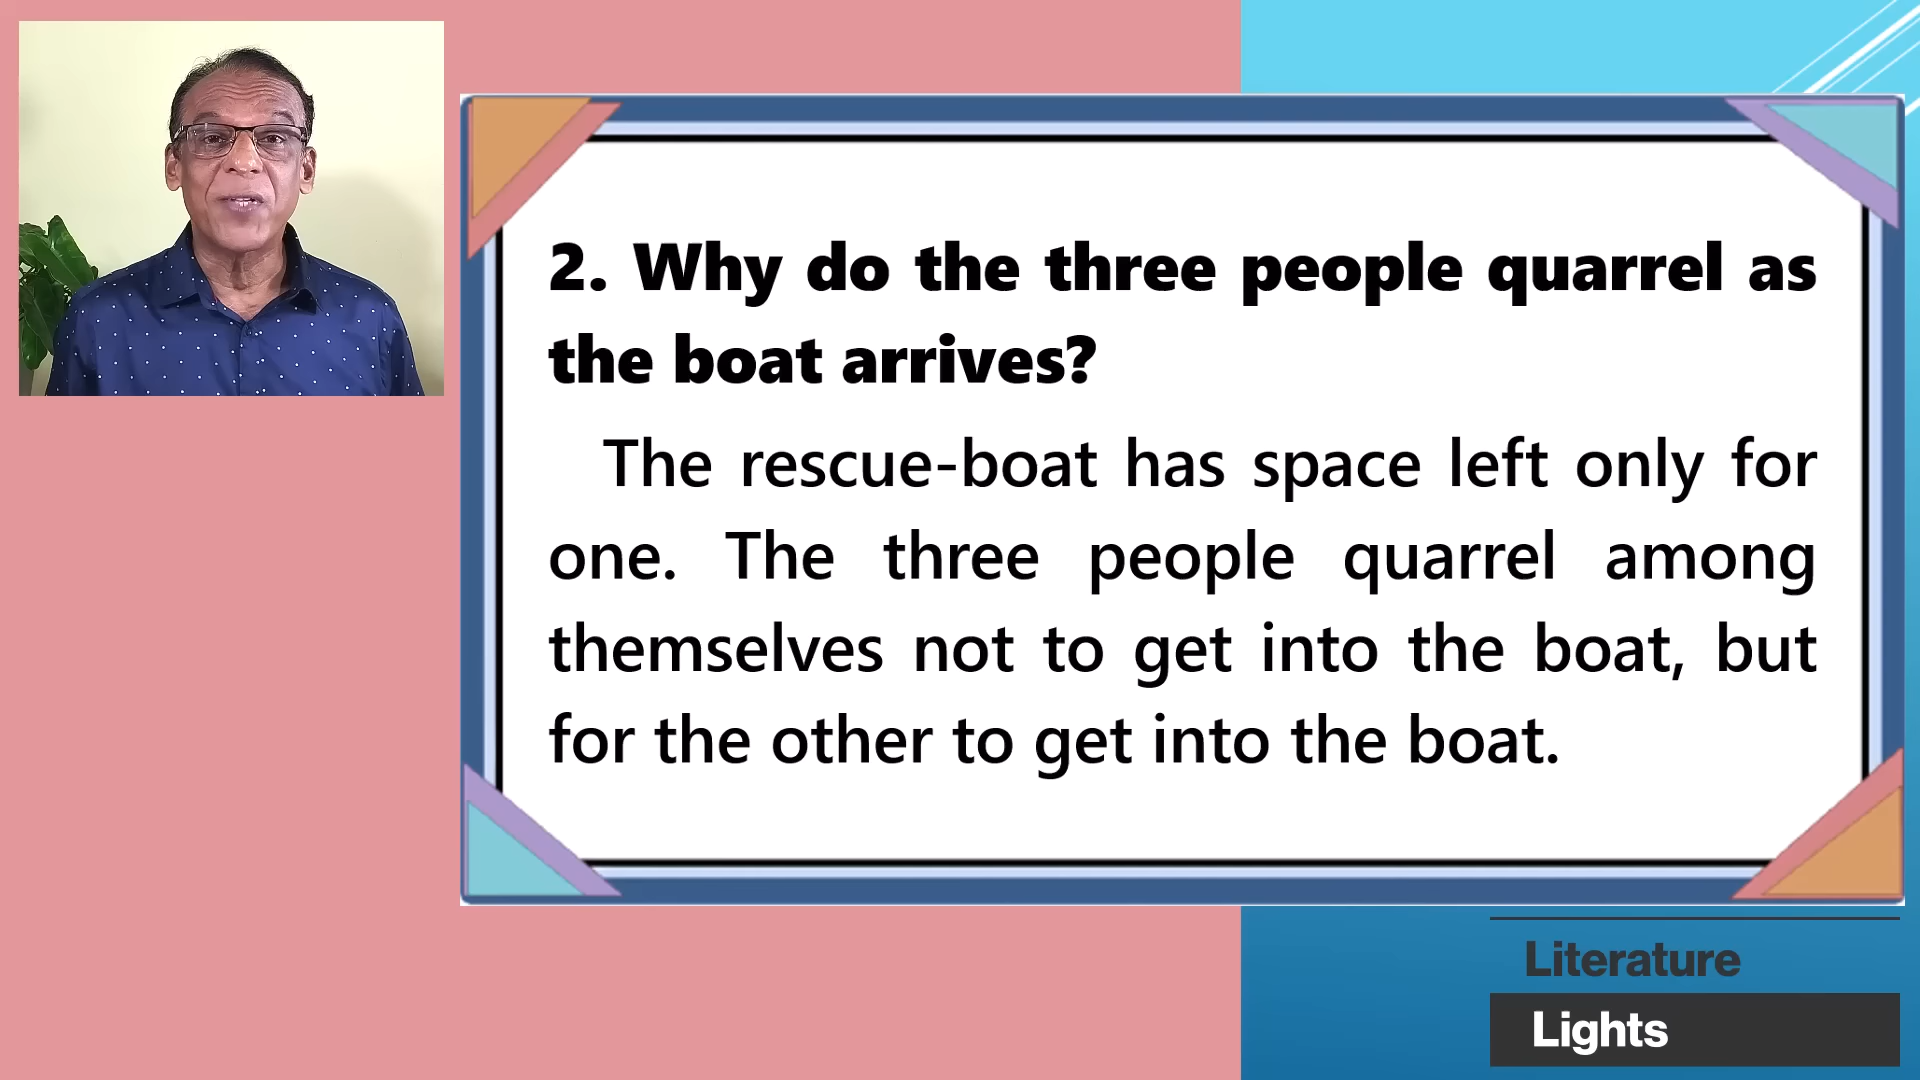 2. Why do the three people quarrel as
the boat arrives?
The rescue-boat has space left only for
one. The three people quarrel among
themselves not to get into the boat, but
for the other to get into the boat.
Literature
Lights